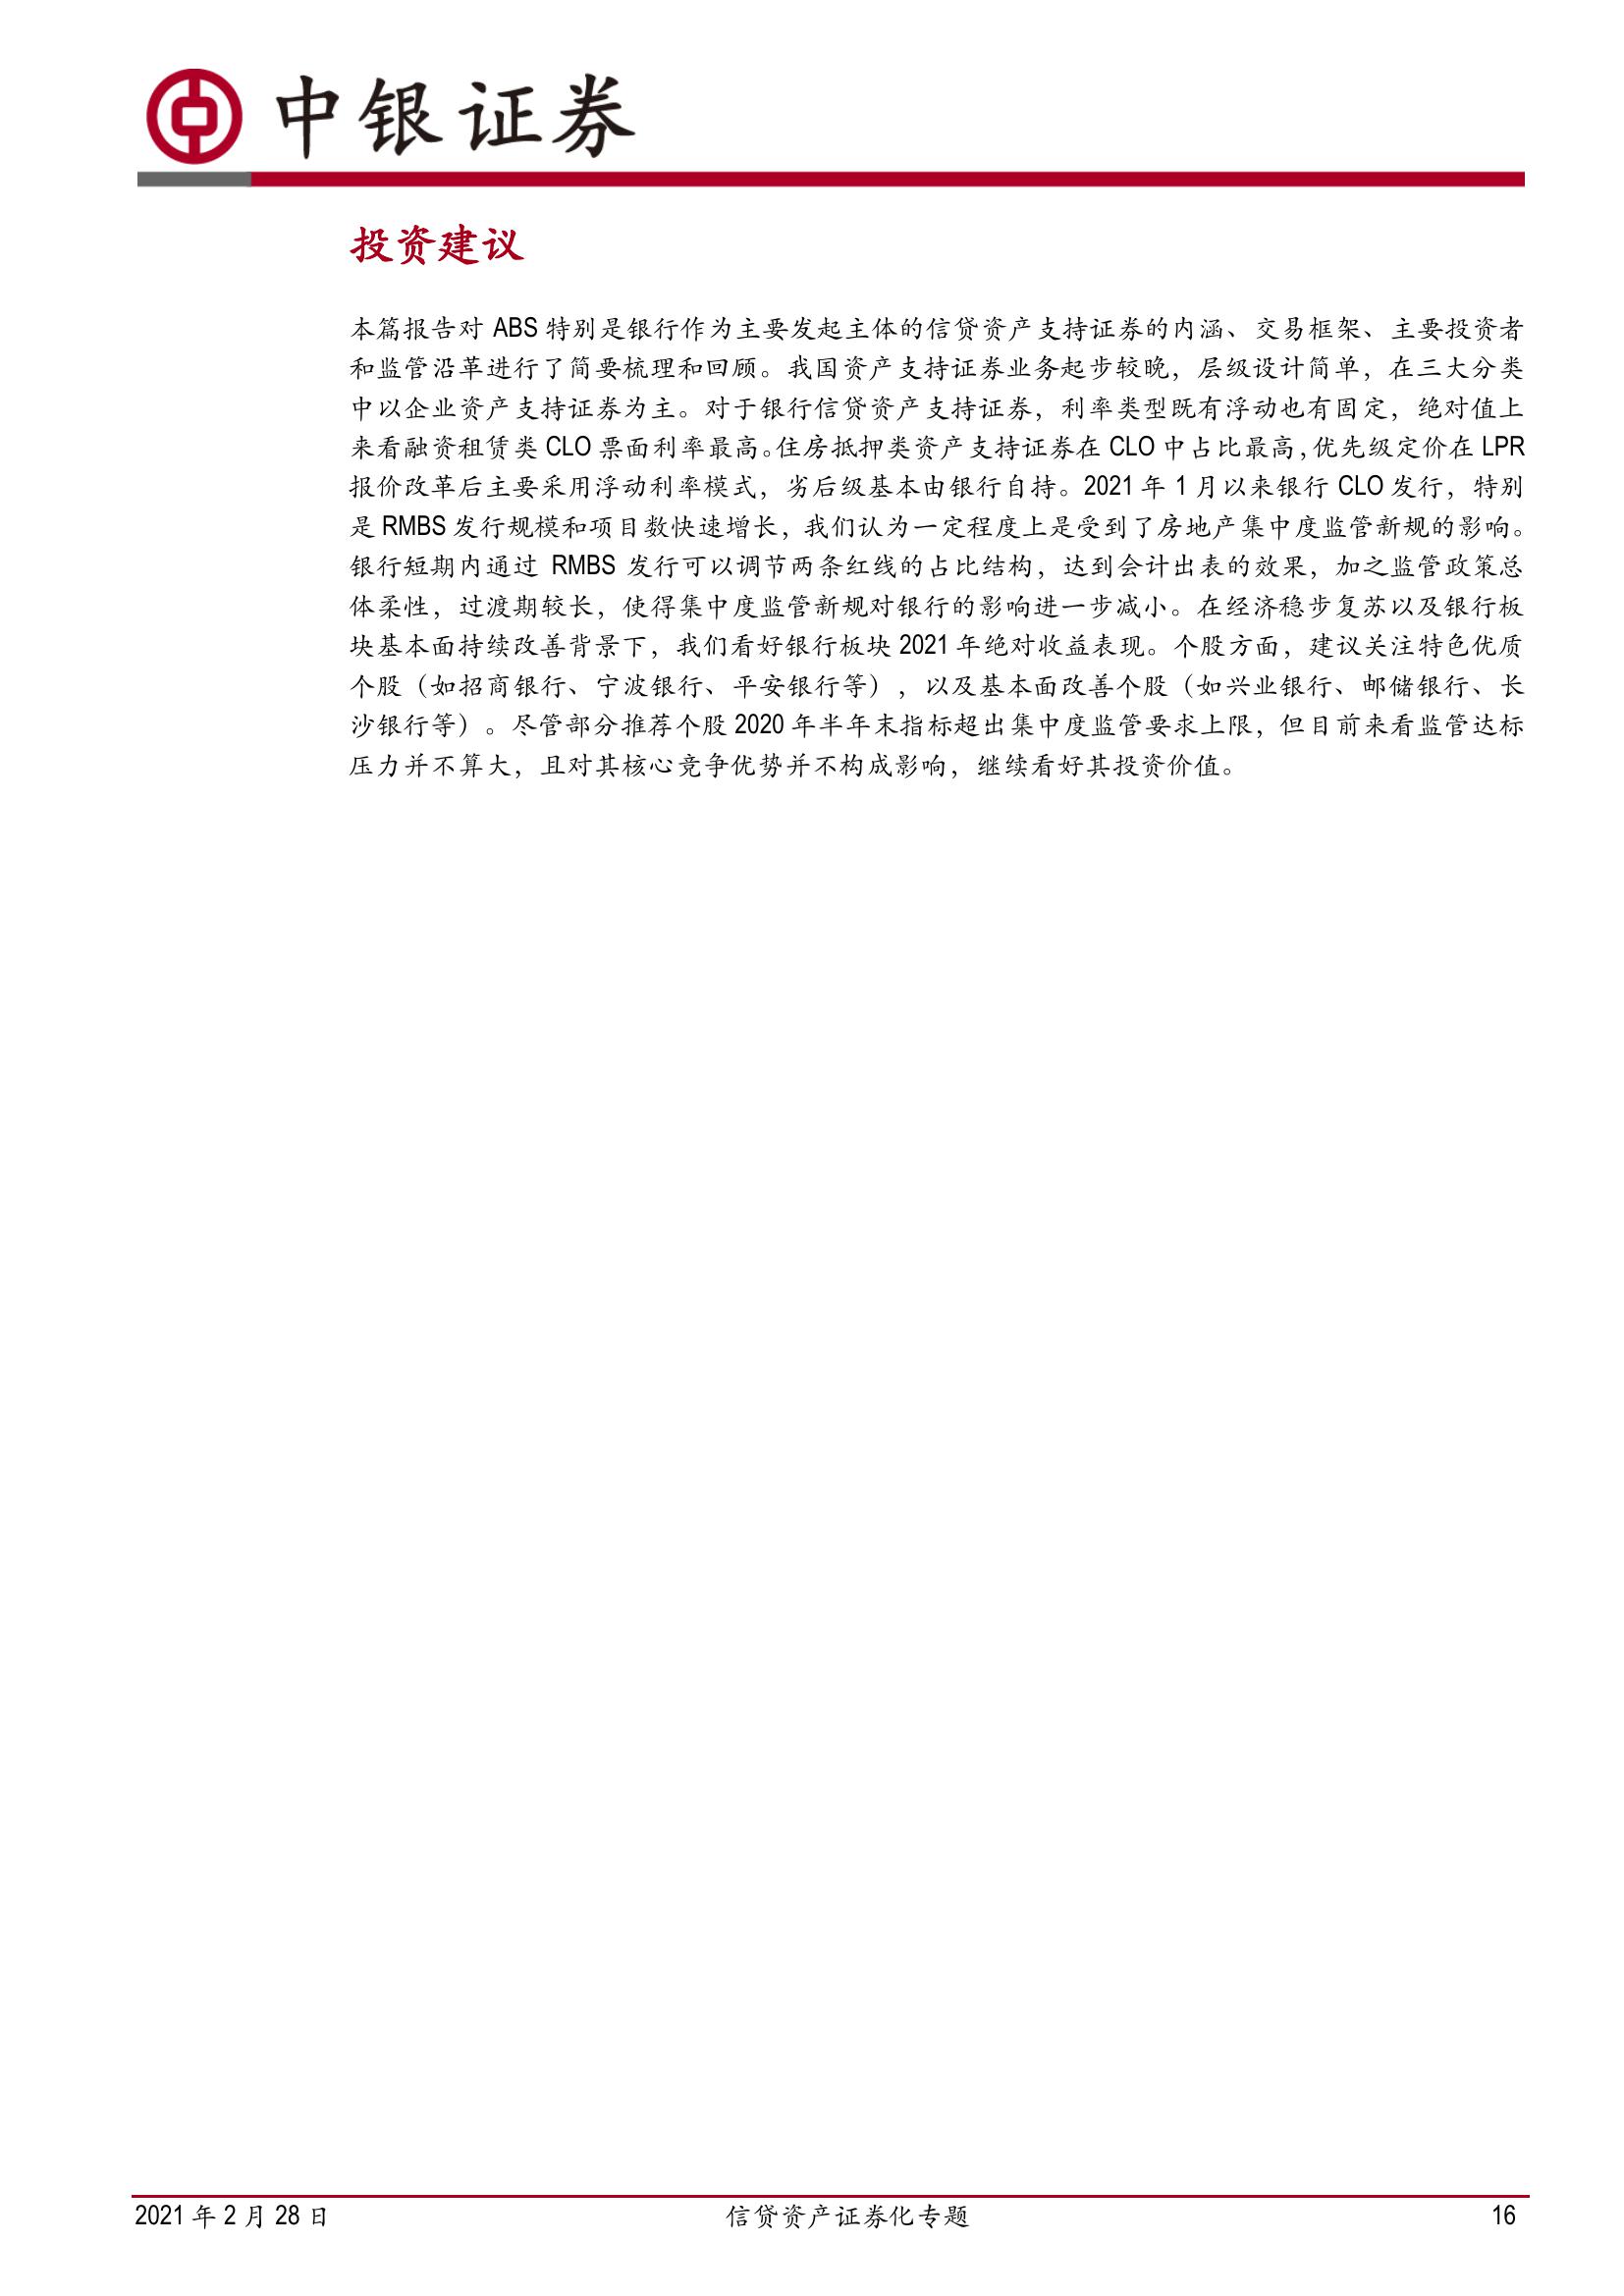 中银证券
投资建议
本篇报告对 ABS 特别是银行作为主要发起主体的信贷资产支持证券的内涵、交易框架、主要投资者
和监管沿革进行了简要梳理和回顾。我国资产支持证券业务起步较晚，层级设计简单，在三大分类
中以企业资产支持证券为主。对于银行信贷资产支持证券，利率类型既有浮动也有固定，绝对值上
来看融资租赁类 CLO 票面利率最高。住房抵押类资产支持证券在 CLO 中占比最高，优先级定价在 LPR
报价改革后主要采用浮动利率模式，劣后级基本由银行自持。2021 年 1 月以来银行 CLO 发行，特别
是 RMBS 发行规模和项目数快速增长，我们认为一定程度上是受到了房地产集中度监管新规的影响。
银行短期内通过 RMBS 发行可以调节两条红线的占比结构，达到会计出表的效果，加之监管政策总
体柔性，过渡期较长，使得集中度监管新规对银行的影响进一步减小。在经济稳步复苏以及银行板
块基本面持续改善背景下，我们看好银行板块 2021 年绝对收益表现。个股方面，建议关注特色优质
个股（如招商银行、宁波银行、平安银行等），以及基本面改善个股（如兴业银行、邮储银行、长
沙银行等）。尽管部分推荐个股 2020 年半年末指标超出集中度监管要求上限，但目前来看监管达标
压力并不算大，且对其核心竞争优势并不构成影响，继续看好其投资价值。
2021 年 2 月 28 日 信贷资产证券化专题 16